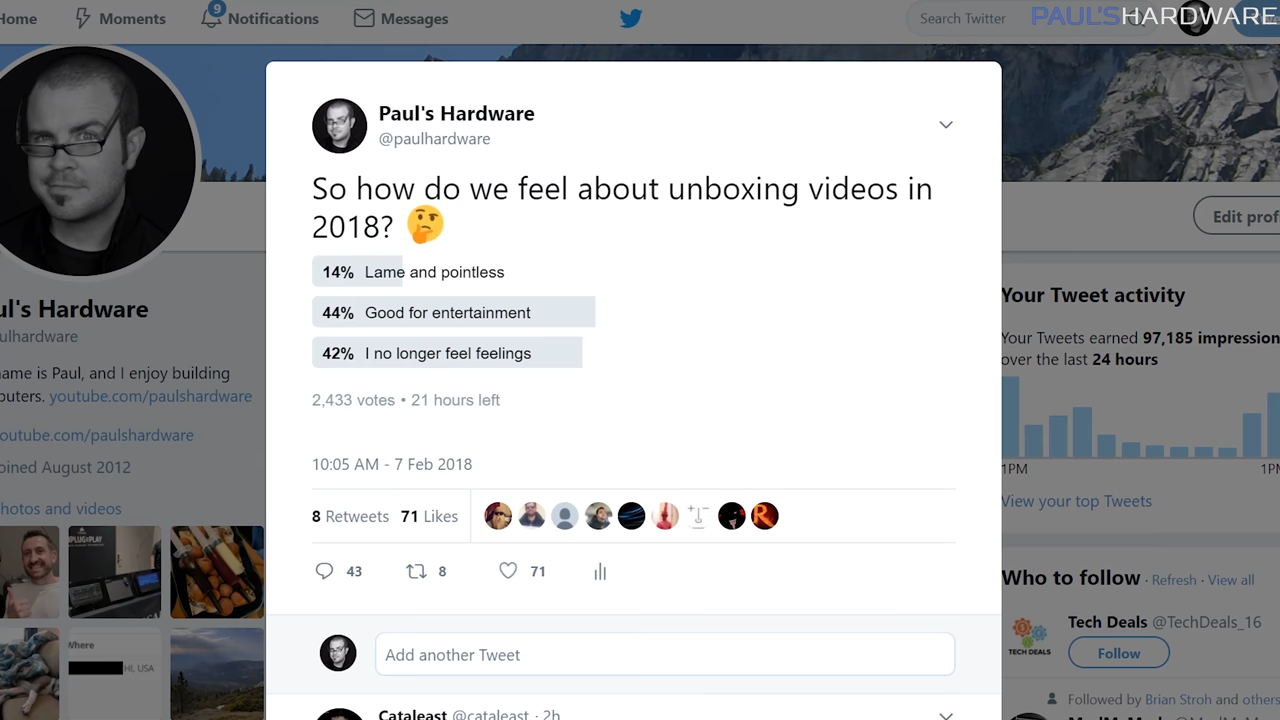 Home
Moments
9
Notifications
Messages
Search Twitter
PAUL'SHARDWARE
Paul's Hardware
@paulhardware
So how do we feel about unboxing videos in
2018? 🤔
14% Lame and pointless
44% Good for entertainment
42% I no longer feel feelings
2,433 votes • 21 hours left
10:05 AM - 7 Feb 2018
8 Retweets 71 Likes
43 8 71
Add another Tweet
Cataleast @cataleast · 2h
ul's Hardware
ulhardware
ame is Paul, and I enjoy building
puters. youtube.com/paulshardware
outube.com/paulshardware
oined August 2012
hotos and videos
PLUG&PLAY
Where
HI, USA
Edit prof
Your Tweet activity
Your Tweets earned 97,185 impression
over the last 24 hours
1PM 1PM
View your top Tweets
Who to follow · Refresh · View all
Tech Deals @TechDeals_16
TECH DEALS
Follow
Followed by Brian Stroh and others